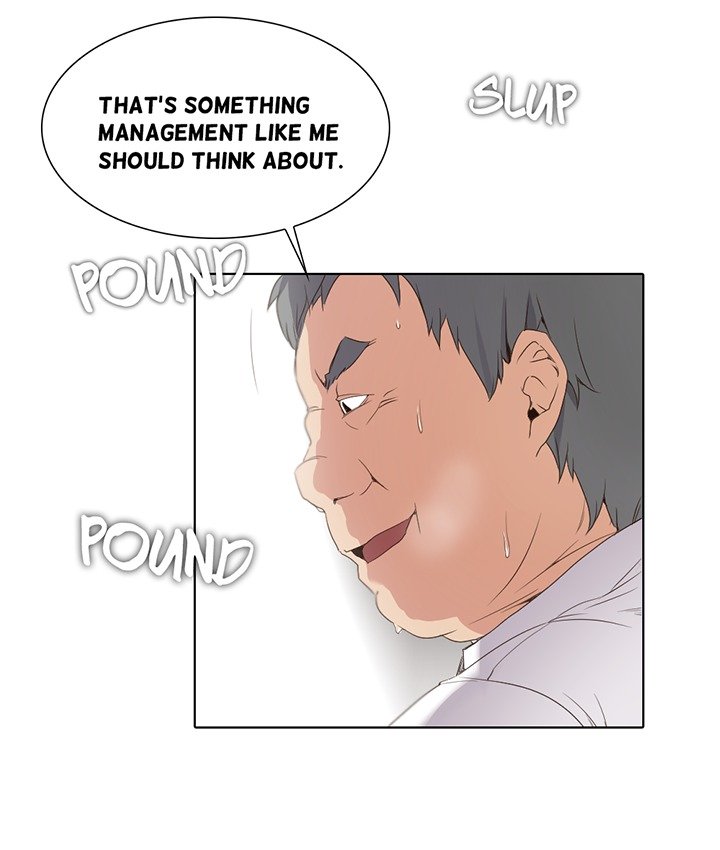 THAT'S SOMETHING
MANAGEMENT LIKE ME
SHOULD THINK ABOUT.
SLUP
POUND
POUND